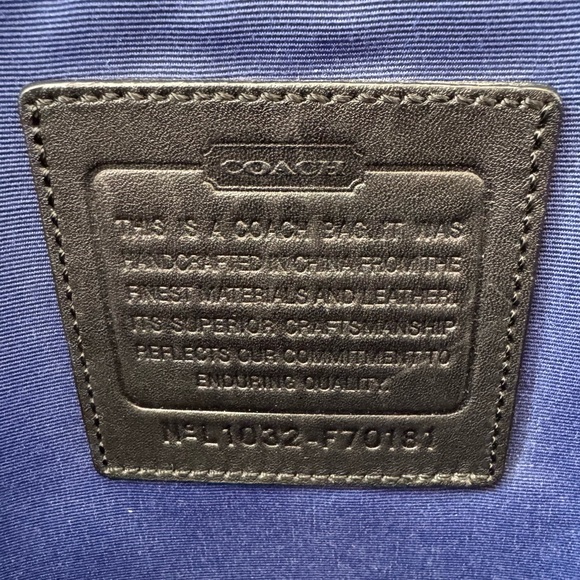 COACH
THIS IS A COACH BAG. IT WAS
HANDCRAFTED IN CHINA FROM THE
FINEST MATERIALS AND LEATHER.
ITS SUPERIOR CRAFTSMANSHIP
REFLECTS OUR COMMITMENT TO
ENDURING QUALITY.
Nº L1032-F70181